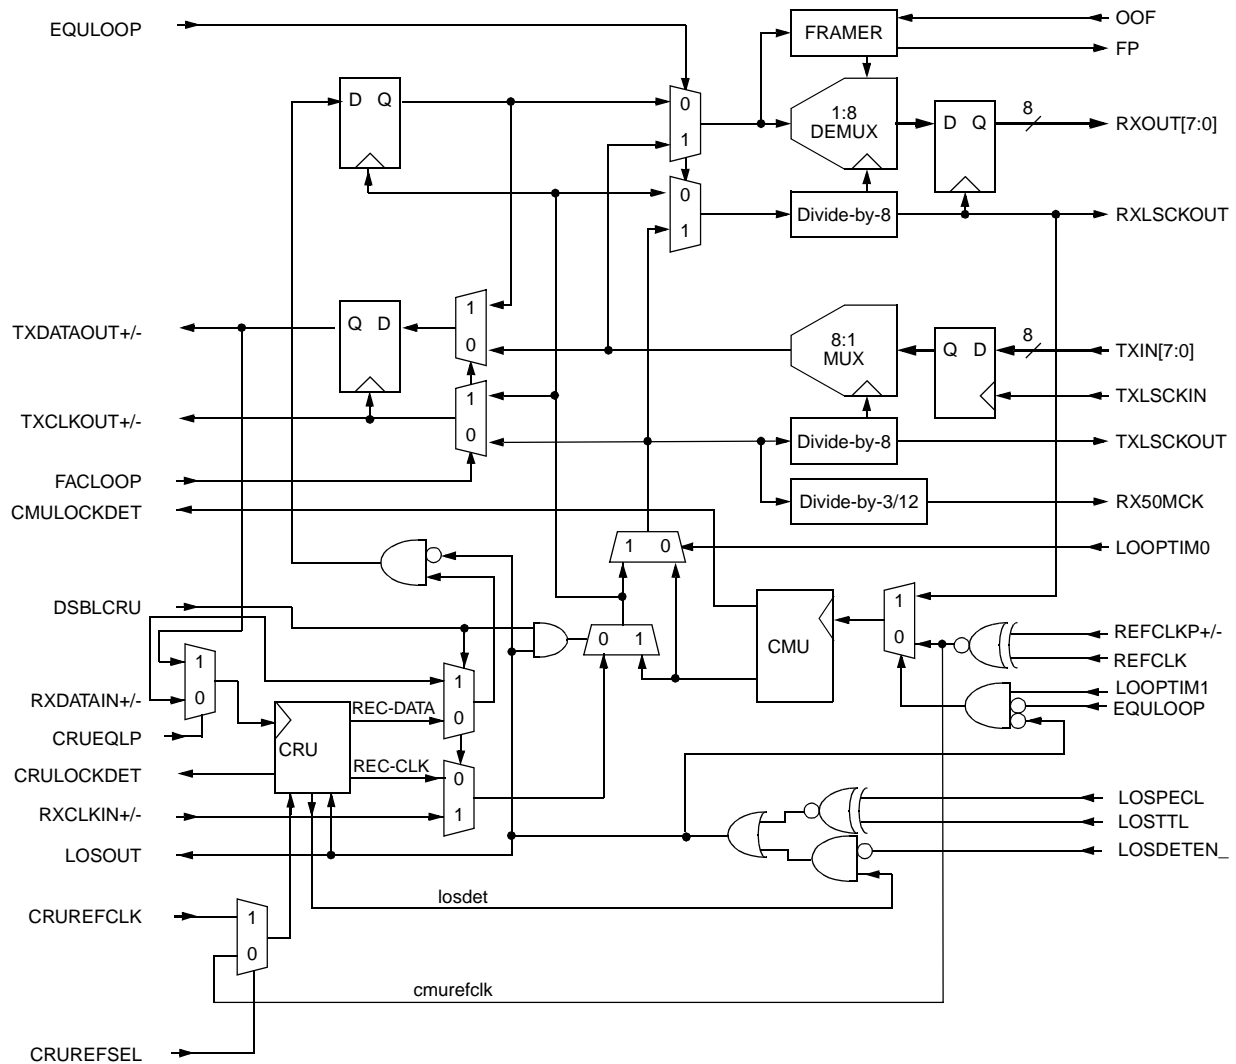 EQULOOP
FRAMER
OOF
FP
D Q
0
1
1:8
DEMUX
D Q
8
RXOUT[7:0]
0
1
Divide-by-8
RXLSCKOUT
TXDATAOUT+/-
Q D
1
0
8:1
MUX
Q D
8
TXIN[7:0]
TXLSCKIN
TXCLKOUT+/-
1
0
Divide-by-8
TXLSCKOUT
FACLOOP
CMULOCKDET
Divide-by-3/12
RX50MCK
1 0
LOOPTIM0
DSBLCRU
0 1
CMU
1
0
REFCLKP+/-
REFCLK
LOOPTIM1
EQULOOP
1
0
RXDATAIN+/-
CRUEQLP
CRU
REC-DATA
1
0
CRULOCKDET
REC-CLK
0
1
RXCLKIN+/-
LOSPECL
LOSTTL
LOSOUT
LOSDETEN_
losdet
CRUREFCLK
1
0
cmurefclk
CRUREFSEL